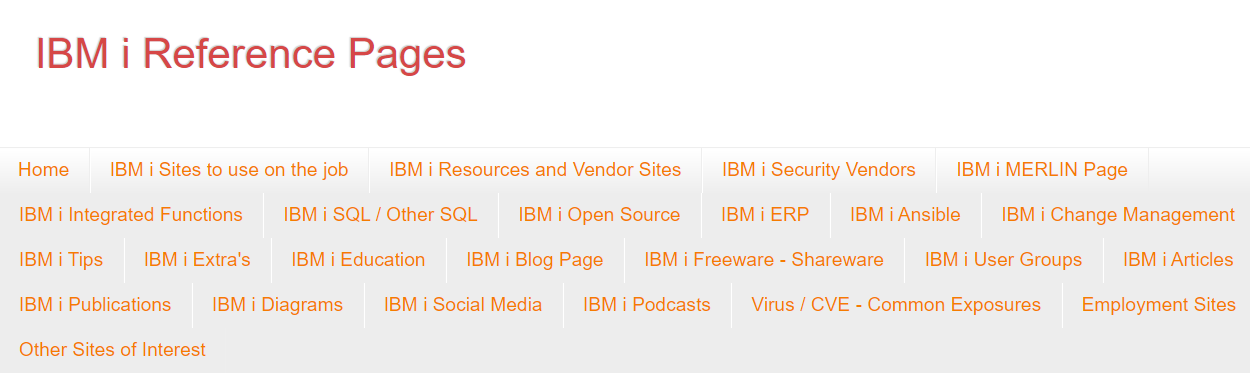 IBM i Reference Pages
Home IBM i Sites to use on the job IBM i Resources and Vendor Sites IBM i Security Vendors IBM i MERLIN Page
IBM i Integrated Functions IBM i SQL / Other SQL IBM i Open Source IBM i ERP IBM i Ansible IBM i Change Management
IBM i Tips IBM i Extra's IBM i Education IBM i Blog Page IBM i Freeware - Shareware IBM i User Groups IBM i Articles
IBM i Publications IBM i Diagrams IBM i Social Media IBM i Podcasts Virus / CVE - Common Exposures Employment Sites
Other Sites of Interest